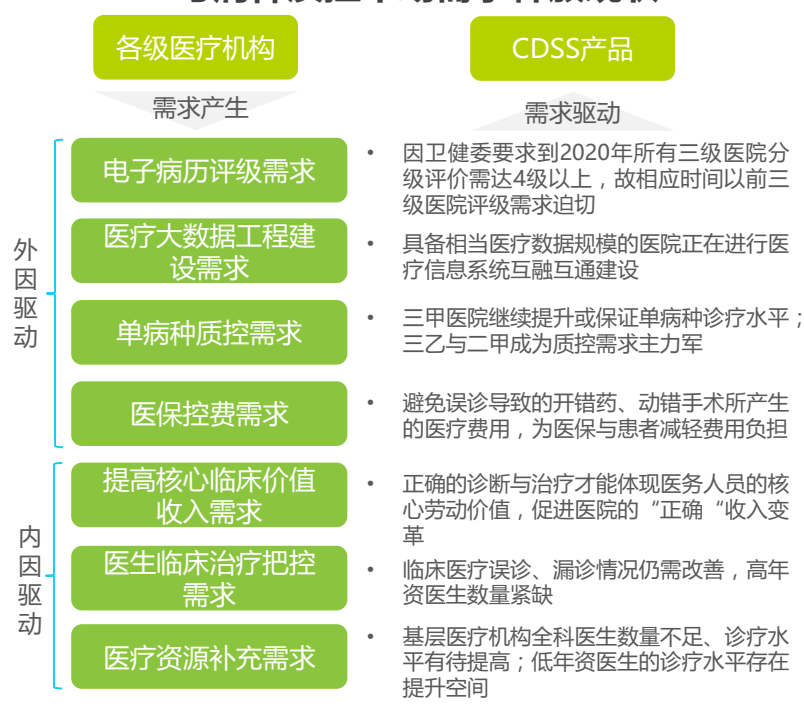 各级医疗机构
CDSS产品
需求产生
需求驱动
外因驱动
电子病历评级需求
• 因卫健委要求到2020年所有三级医院分
级评价需达4级以上，故相应时间以前三
级医院评级需求迫切
医疗大数据工程建
设需求
• 具备相当医疗数据规模的医院正在进行医
疗信息系统互融互通建设
单病种质控需求
• 三甲医院继续提升或保证单病种诊疗水平；
三乙与二甲成为质控需求主力军
医保控费需求
• 避免误诊导致的开错药、动错手术所产生
的医疗费用，为医保与患者减轻费用负担
内因驱动
提高核心临床价值
收入需求
• 正确的诊断与治疗才能体现医务人员的核
心劳动价值，促进医院的“正确“收入变
革
医生临床治疗把控
需求
• 临床医疗误诊、漏诊情况仍需改善，高年
资医生数量紧缺
医疗资源补充需求
• 基层医疗机构全科医生数量不足、诊疗水
平有待提高；低年资医生的诊疗水平存在
提升空间